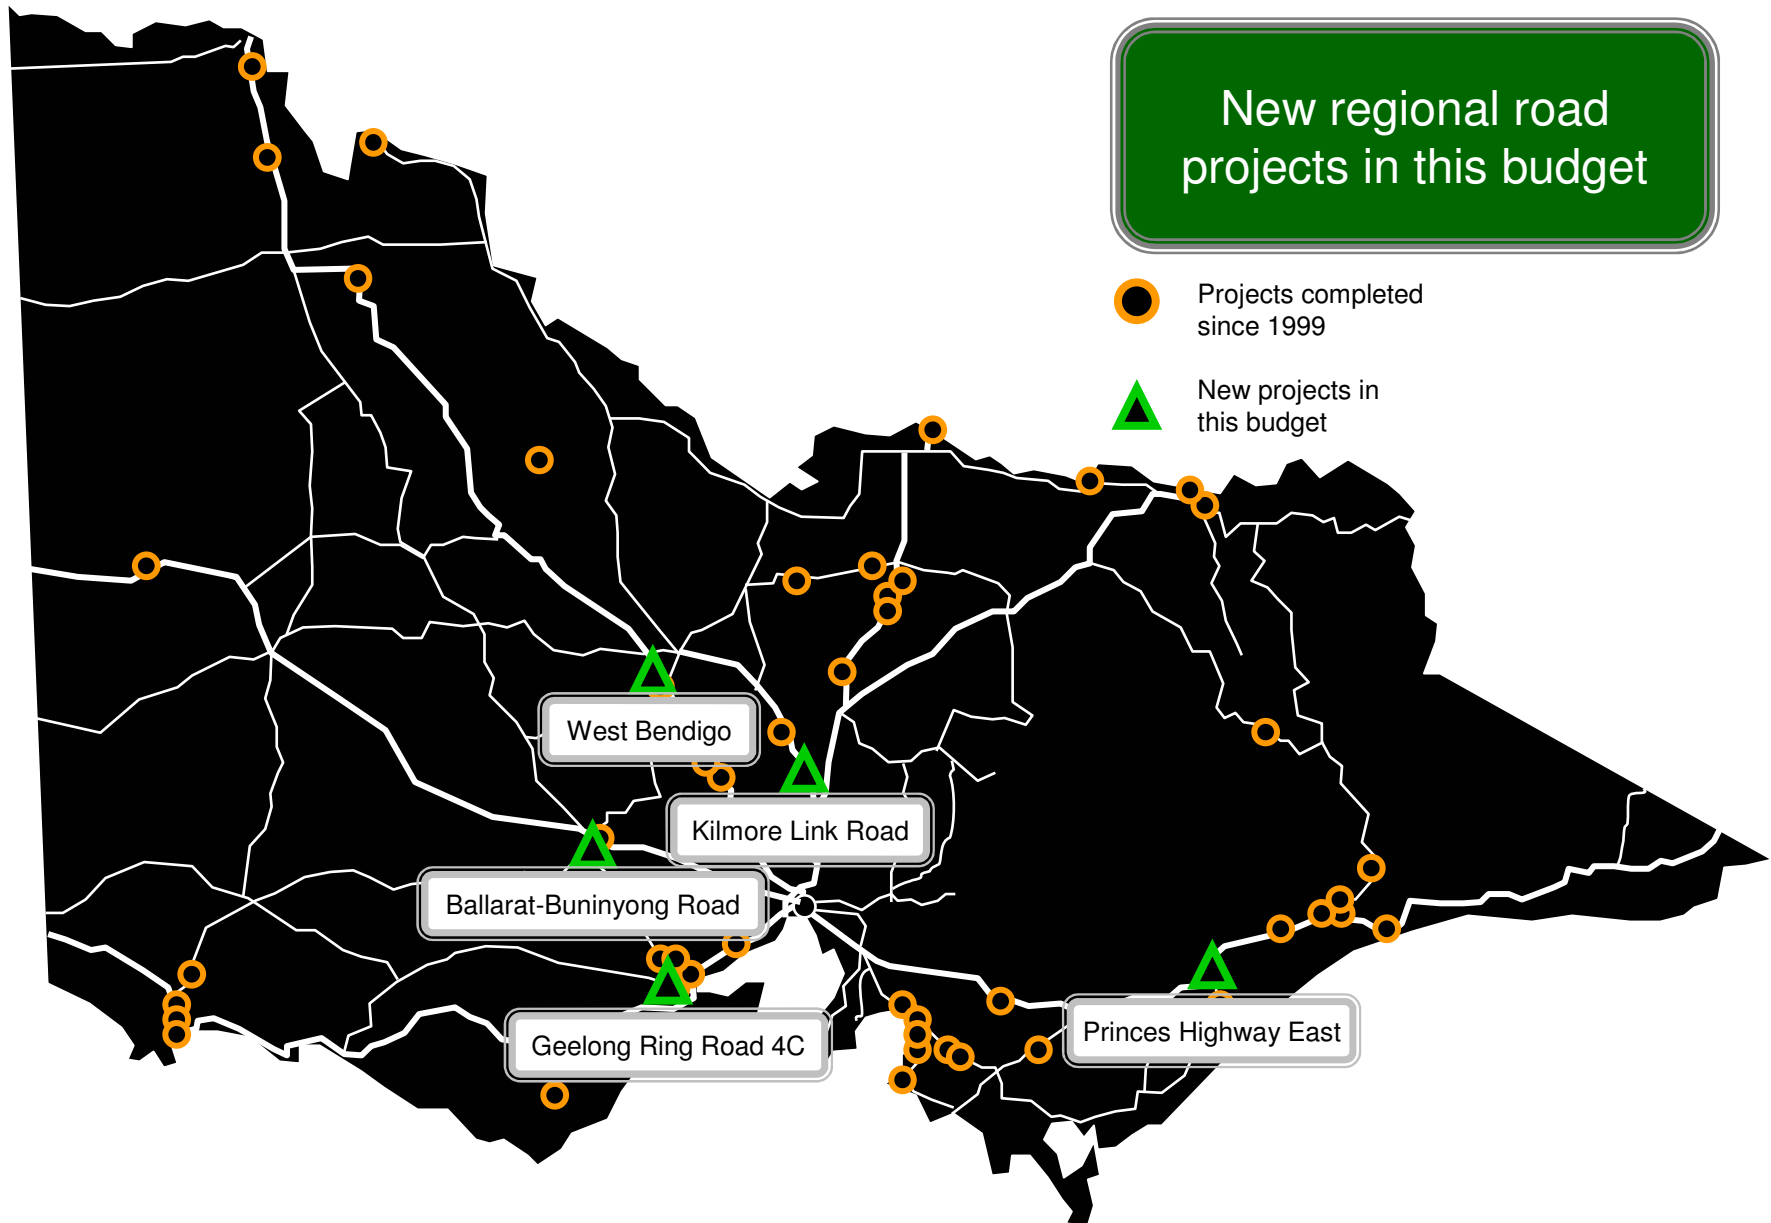 New regional road
projects in this budget
Projects completed
since 1999
New projects in
this budget
West Bendigo
Kilmore Link Road
Ballarat-Buninyong Road
Geelong Ring Road 4C
Princes Highway East